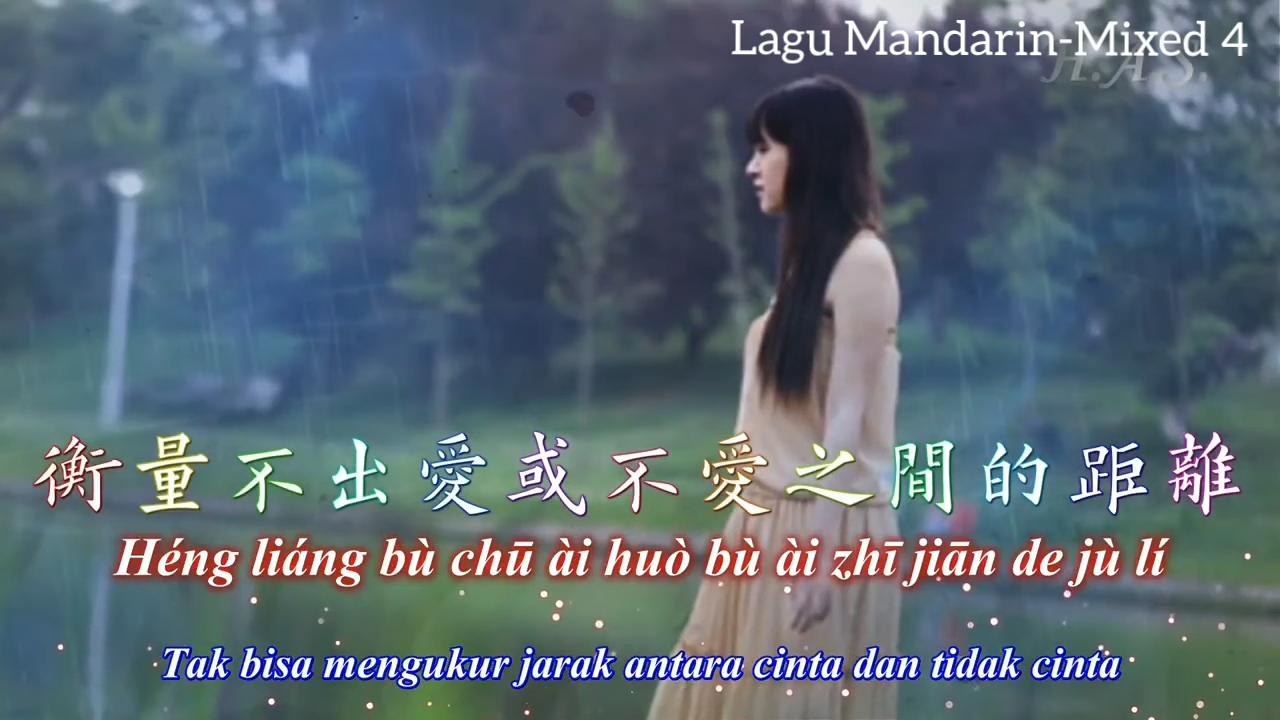 Lagu Mandarin-Mixed 4
H.A.S.
衡量不出愛或不愛之間的距離
Héng liáng bù chū ài huò bù ài zhī jiān de jù lí
Tak bisa mengukur jarak antara cinta dan tidak cinta